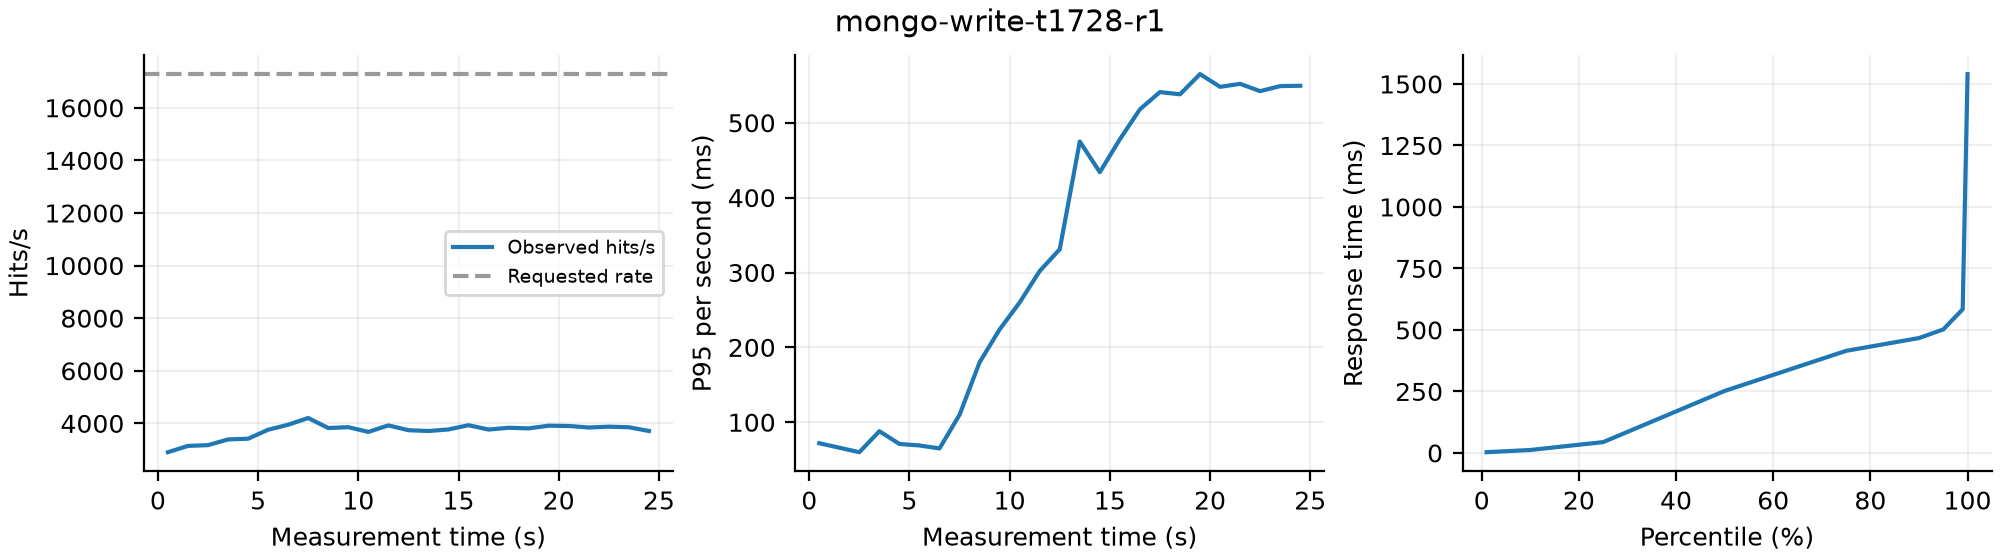 mongo-write-t1728-r1
Hits/s
16000
14000
12000
10000
8000
6000
4000
Observed hits/s
Requested rate
0 5 10 15 20 25
Measurement time (s)
P95 per second (ms)
500
400
300
200
100
0 5 10 15 20 25
Measurement time (s)
Response time (ms)
1500
1250
1000
750
500
250
0
0 20 40 60 80 100
Percentile (%)